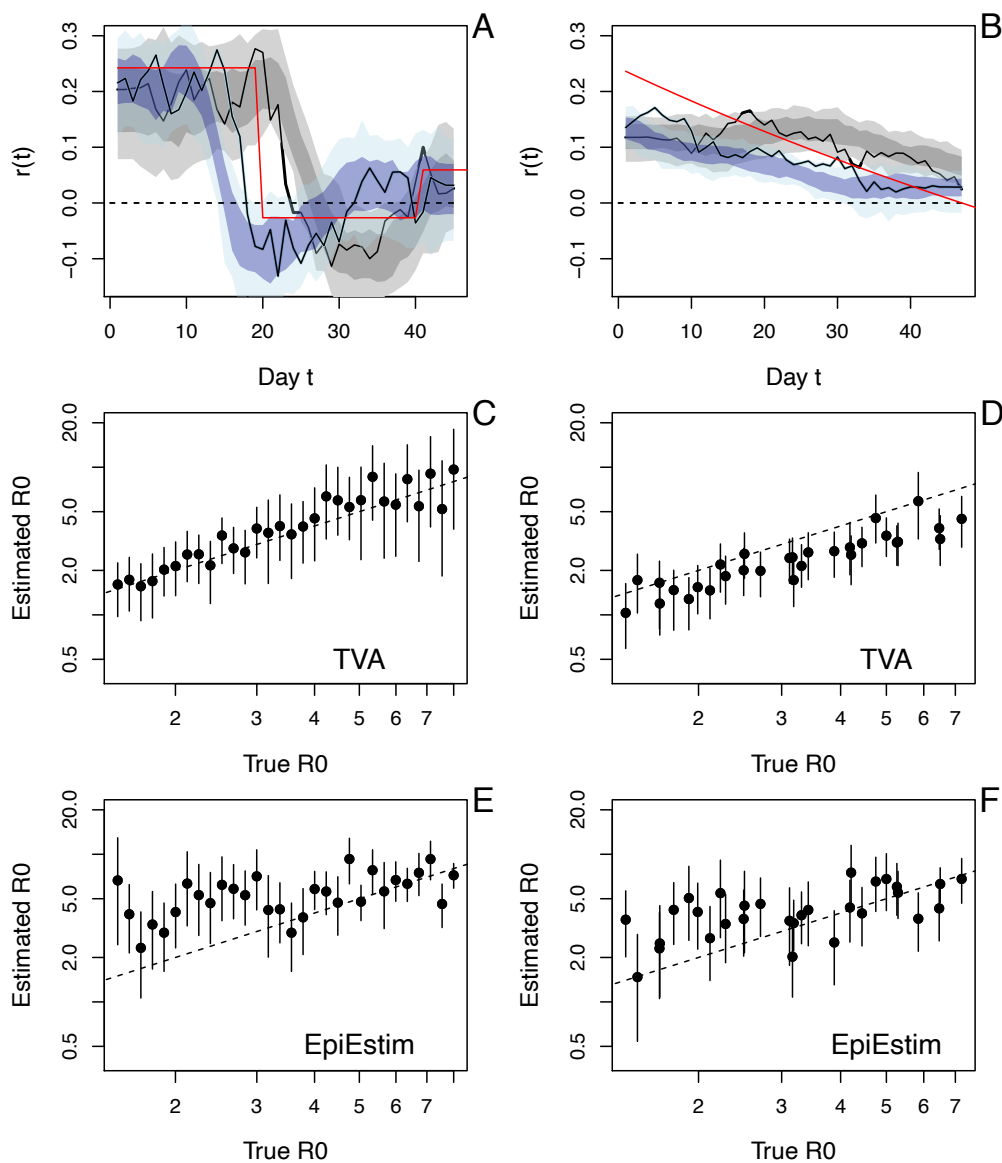 A
r(t)
0.3
0.2
0.1
0.0
−0.1
0 10 20 30 40
Day t
B
r(t)
0.3
0.2
0.1
0.0
−0.1
0 10 20 30 40
Day t
C
Estimated R0
20.0
5.0
2.0
0.5
TVA
2 3 4 5 6 7
True R0
D
Estimated R0
20.0
5.0
2.0
0.5
TVA
2 3 4 5 6 7
True R0
E
Estimated R0
20.0
5.0
2.0
0.5
EpiEstim
2 3 4 5 6 7
True R0
F
Estimated R0
20.0
5.0
2.0
0.5
EpiEstim
2 3 4 5 6 7
True R0